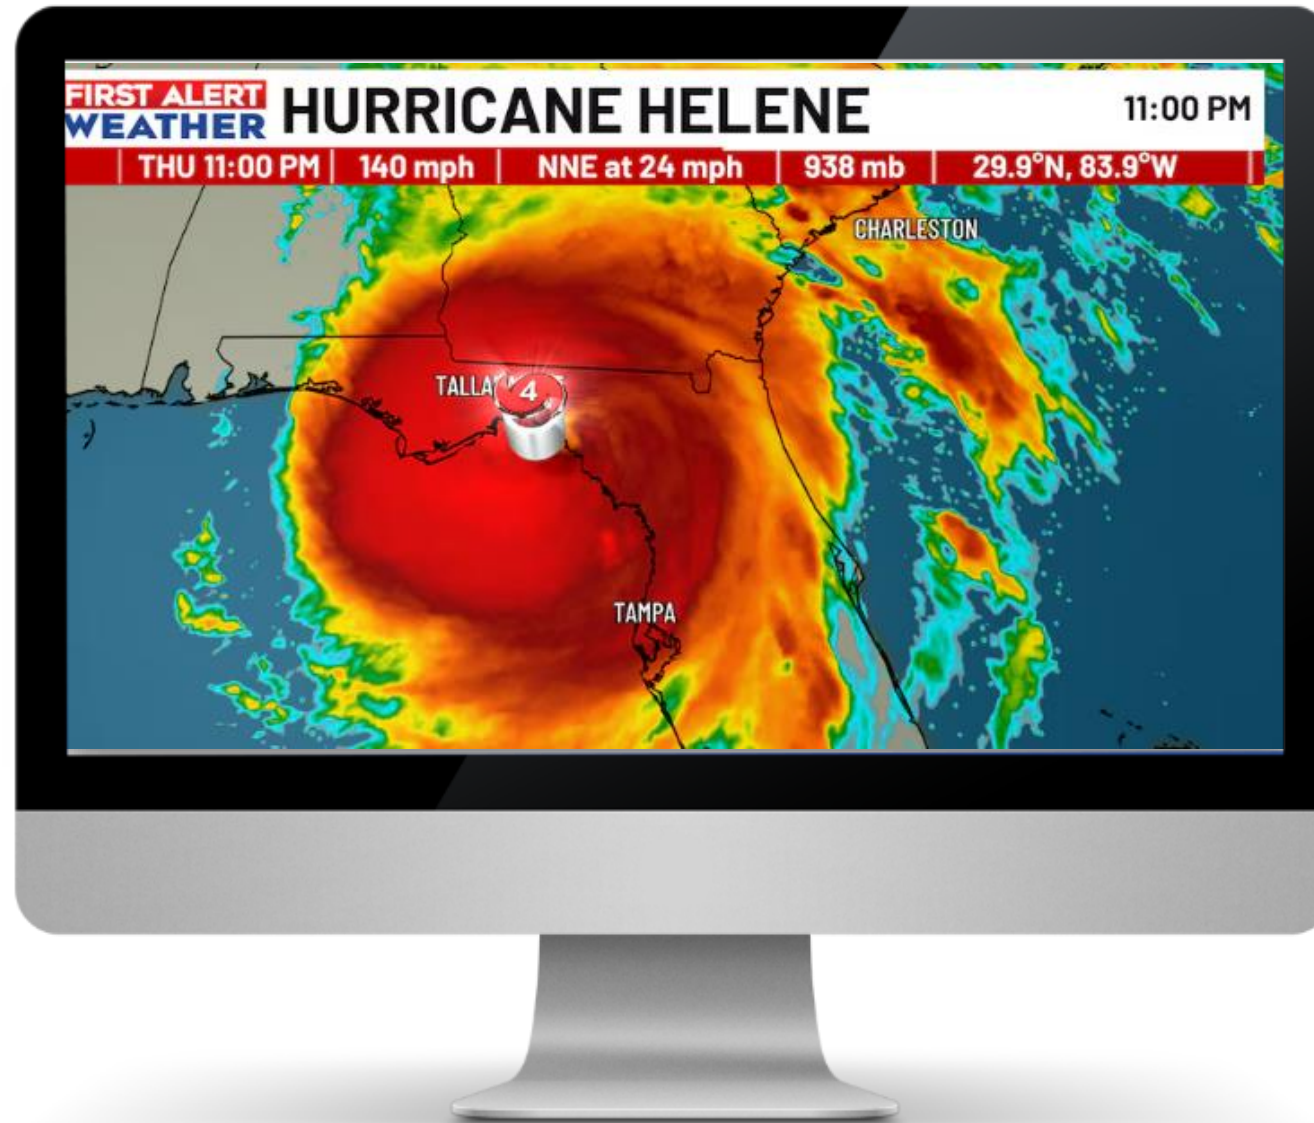 FIRST ALERT
WEATHER
HURRICANE HELENE
11:00 PM
THU 11:00 PM
140 mph
NNE at 24 mph
938 mb
29.9°N, 83.9°W
CHARLESTON
4
TAMPA